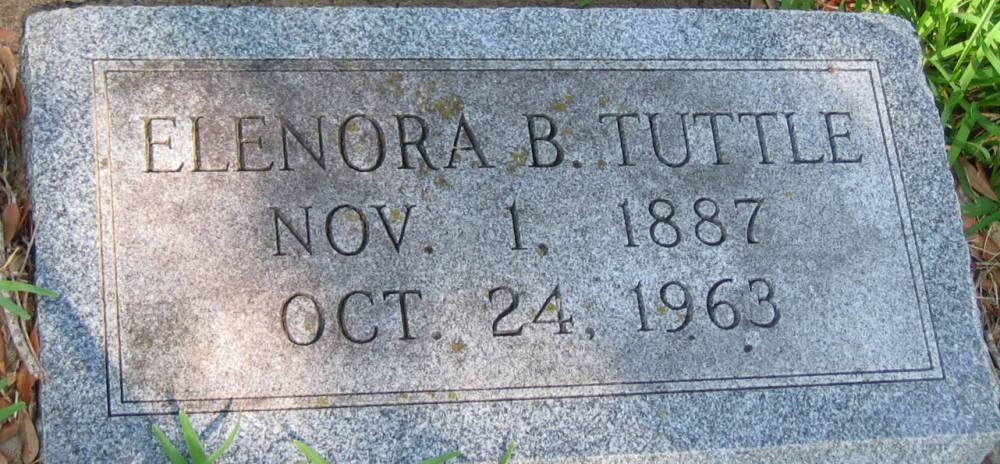 ELENORA B. TUTTLE
NOV. 1, 1887
OCT. 24, 1963